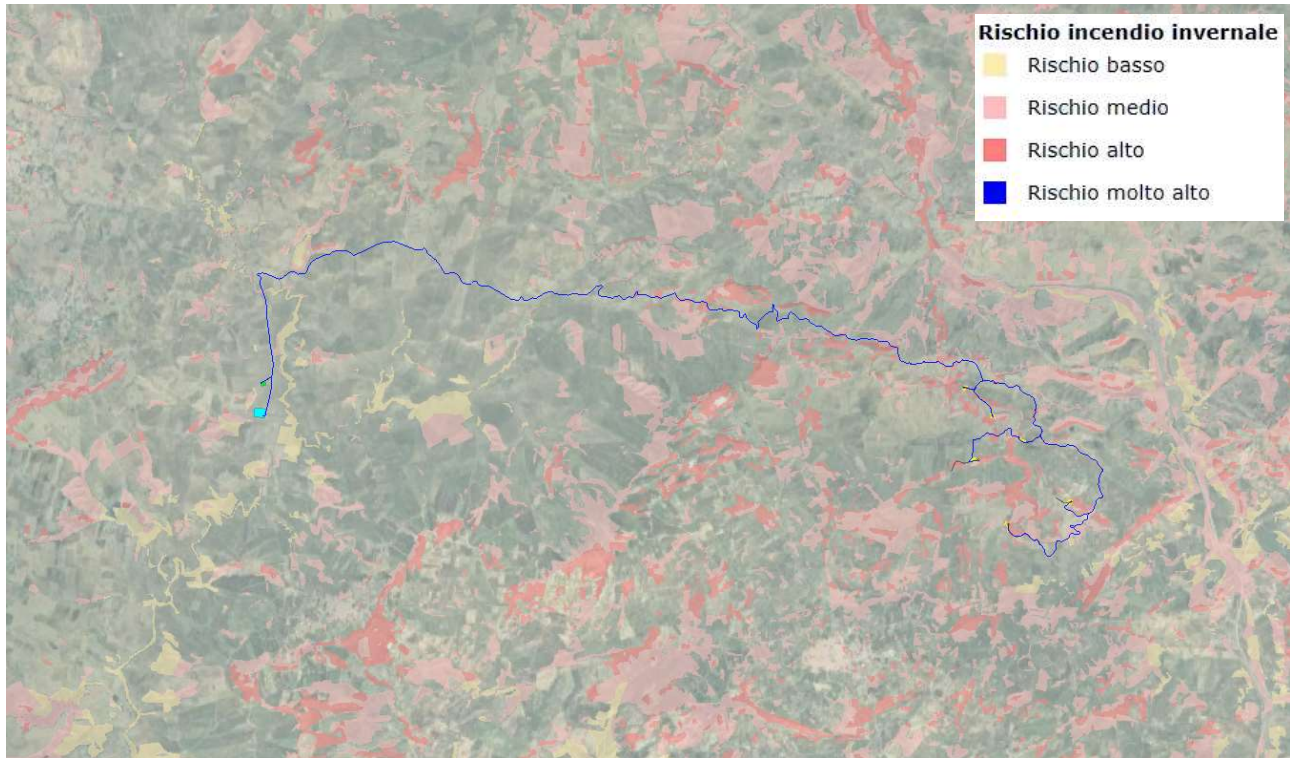 Rischio incendio invernale
Rischio basso
Rischio medio
Rischio alto
Rischio molto alto